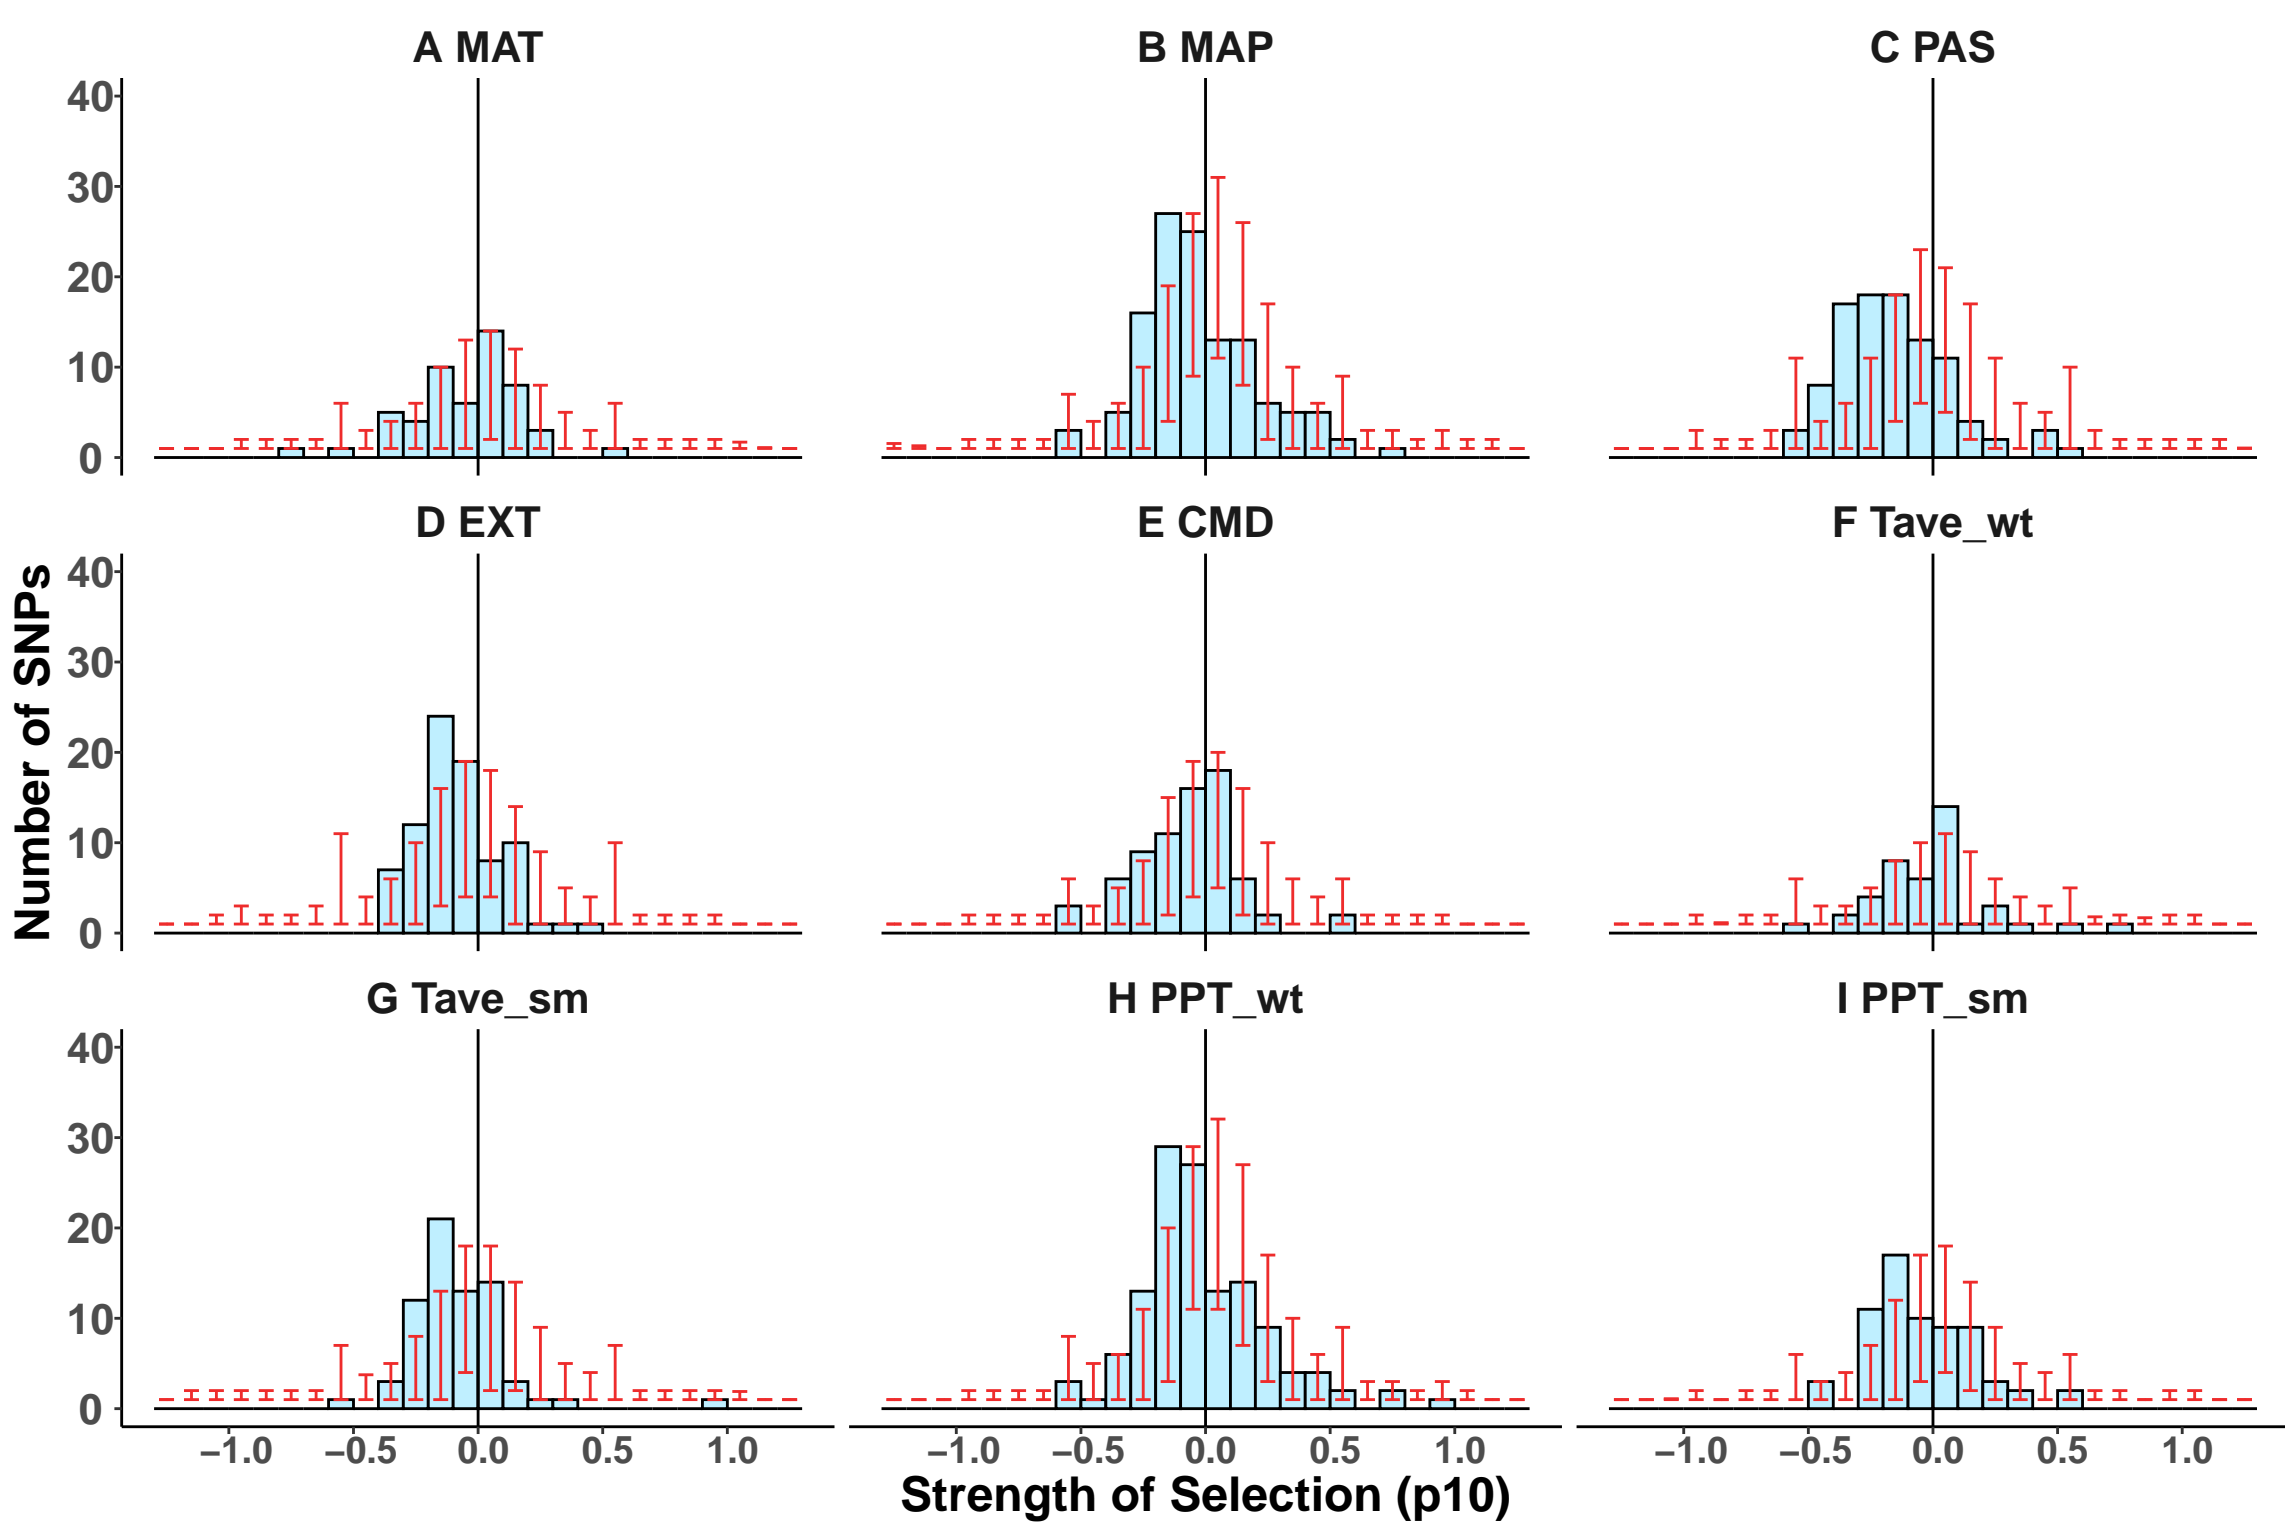 A MAT
B MAP
C PAS
40
30
20
10
0
D EXT
E CMD
F Tave_wt
40
30
20
10
0
Number of SNPs
G Tave_sm
H PPT_wt
I PPT_sm
40
30
20
10
0
−1.0 −0.5 0.0 0.5 1.0
−1.0 −0.5 0.0 0.5 1.0
−1.0 −0.5 0.0 0.5 1.0
Strength of Selection (p10)